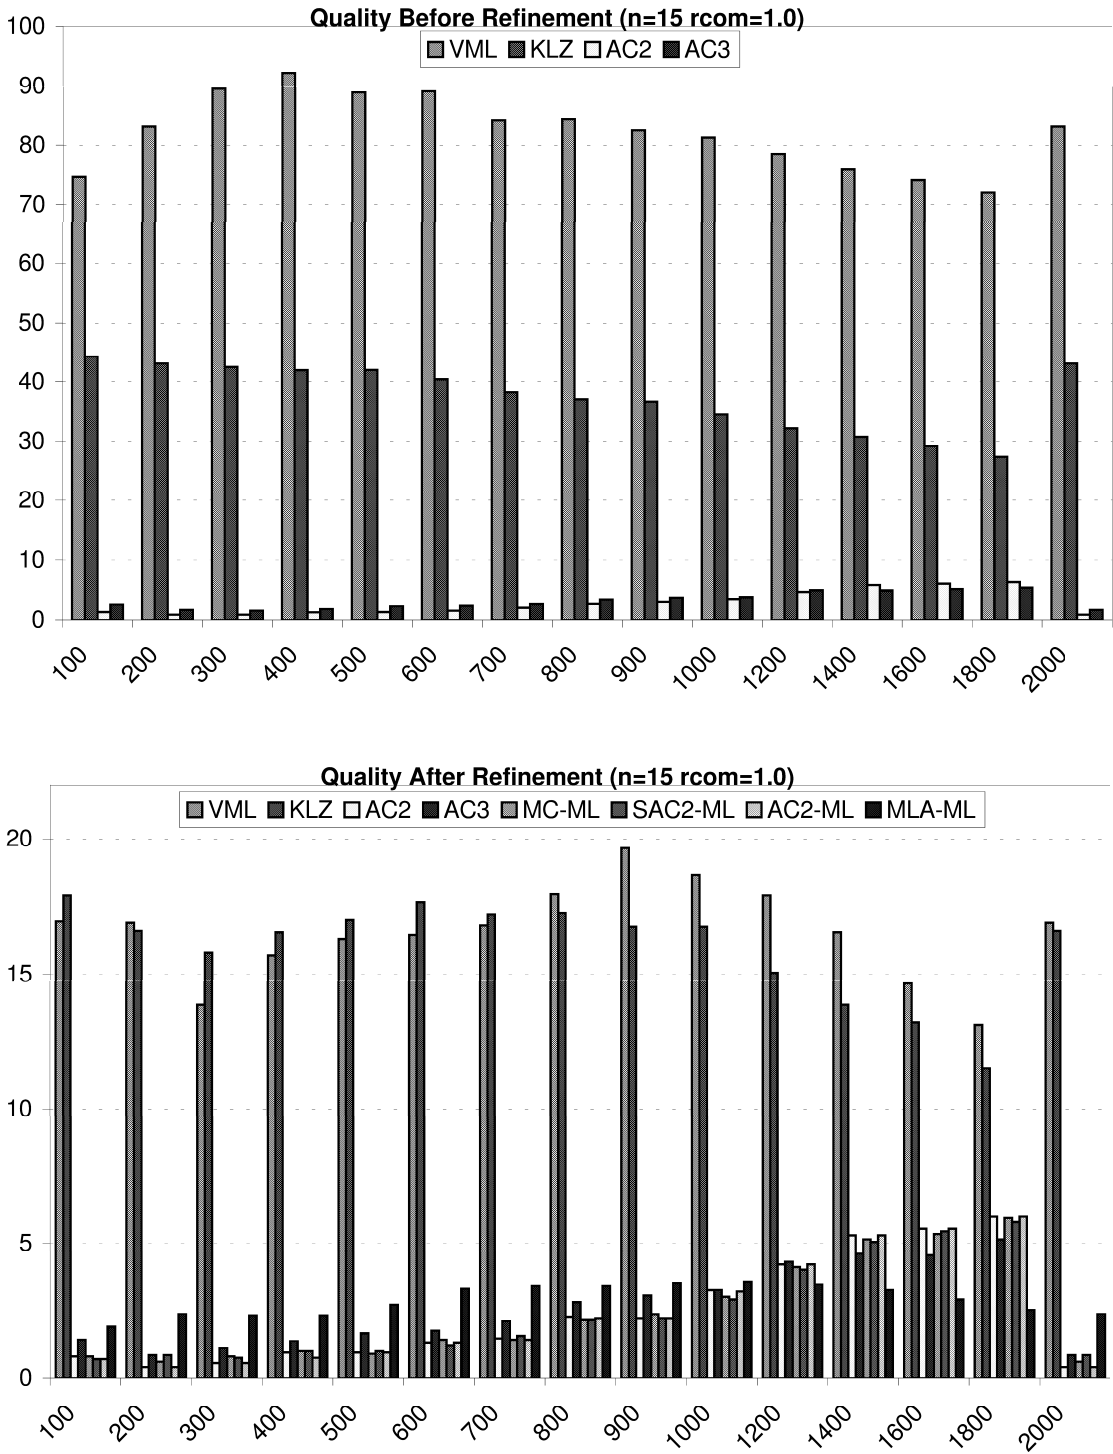 Quality Before Refinement (n=15 rcom=1.0)
VML KLZ AC2 AC3
100
90
80
70
60
50
40
30
20
10
0
100 200 300 400 500 600 700 800 900 1000 1200 1400 1600 1800 2000
Quality After Refinement (n=15 rcom=1.0)
VML KLZ AC2 AC3 MC-ML SAC2-ML AC2-ML MLA-ML
20
15
10
5
0
100 200 300 400 500 600 700 800 900 1000 1200 1400 1600 1800 2000